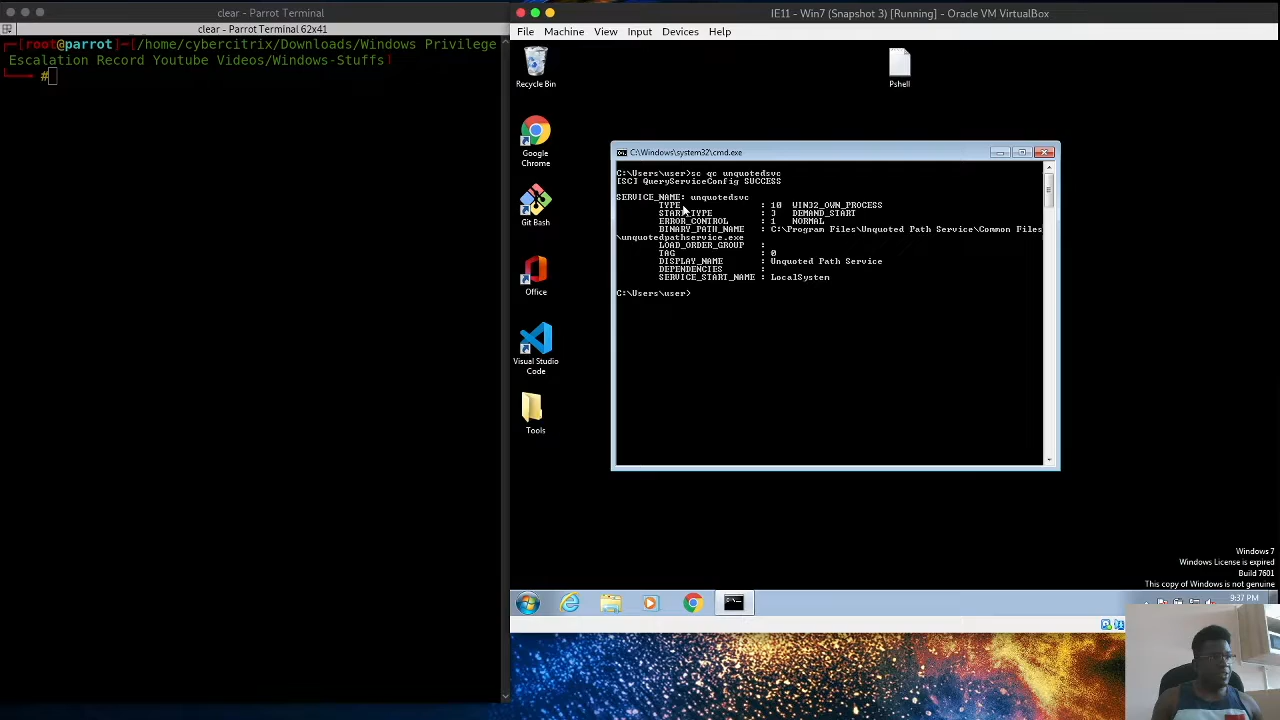 clear - Parrot Terminal
clear - Parrot Terminal 62x41
[root@parrot]-[/home/cybercitrix/Downloads/Windows Privilege
Escalation Record Youtube Videos/Windows-Stuffs]
#
IE11 - Win7 (Snapshot 3) [Running] - Oracle VM VirtualBox
File Machine View Input Devices Help
Recycle Bin
Pshell
Google
Chrome
Git Bash
Office
Visual Studio
Code
Tools
C:\Windows\system32\cmd.exe
C:\Users\user>sc qc unquotedsvc
[SC] QueryServiceConfig SUCCESS
SERVICE_NAME: unquotedsvc
TYPE : 10 WIN32_OWN_PROCESS
START_TYPE : 3 DEMAND_START
ERROR_CONTROL : 1 NORMAL
BINARY_PATH_NAME : C:\Program Files\Unquoted Path Service\Common Files
\unquotedpathservice.exe
LOAD_ORDER_GROUP :
TAG : 0
DISPLAY_NAME : Unquoted Path Service
DEPENDENCIES :
SERVICE_START_NAME : LocalSystem
C:\Users\user>
Windows 7
Windows License is expired
Build 7601
This copy of Windows is not genuine
9:37 PM